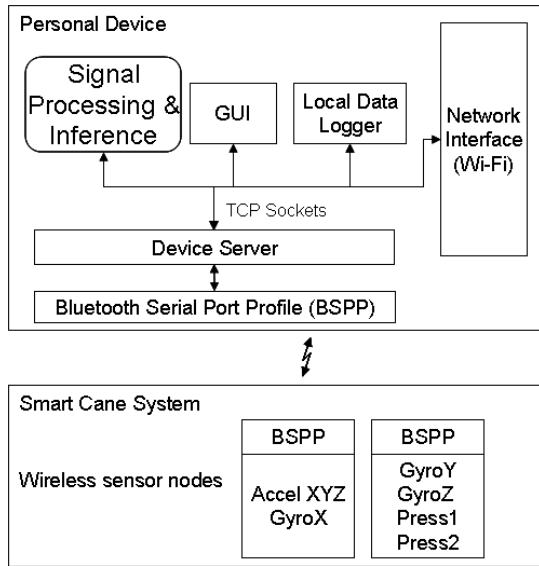 Personal Device
Signal
Processing &
Inference
GUI
Local Data
Logger
Network
Interface
(Wi-Fi)
TCP Sockets
Device Server
Bluetooth Serial Port Profile (BSPP)
Smart Cane System
Wireless sensor nodes
BSPP
Accel XYZ
GyroX
BSPP
GyroY
GyroZ
Press1
Press2